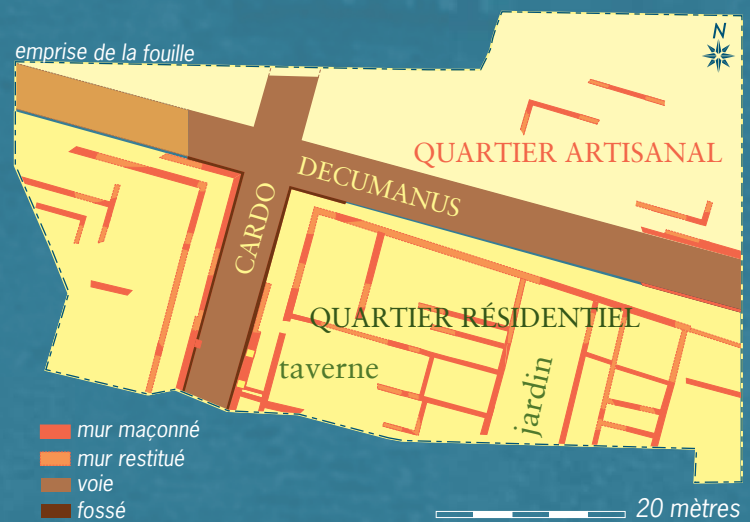 N
emprise de la fouille
QUARTIER ARTISANAL
DECUMANUS
CARDO
QUARTIER RÉSIDENTIEL
taverne
jardin
mur maçonné
mur restitué
voie
fossé
20 mètres